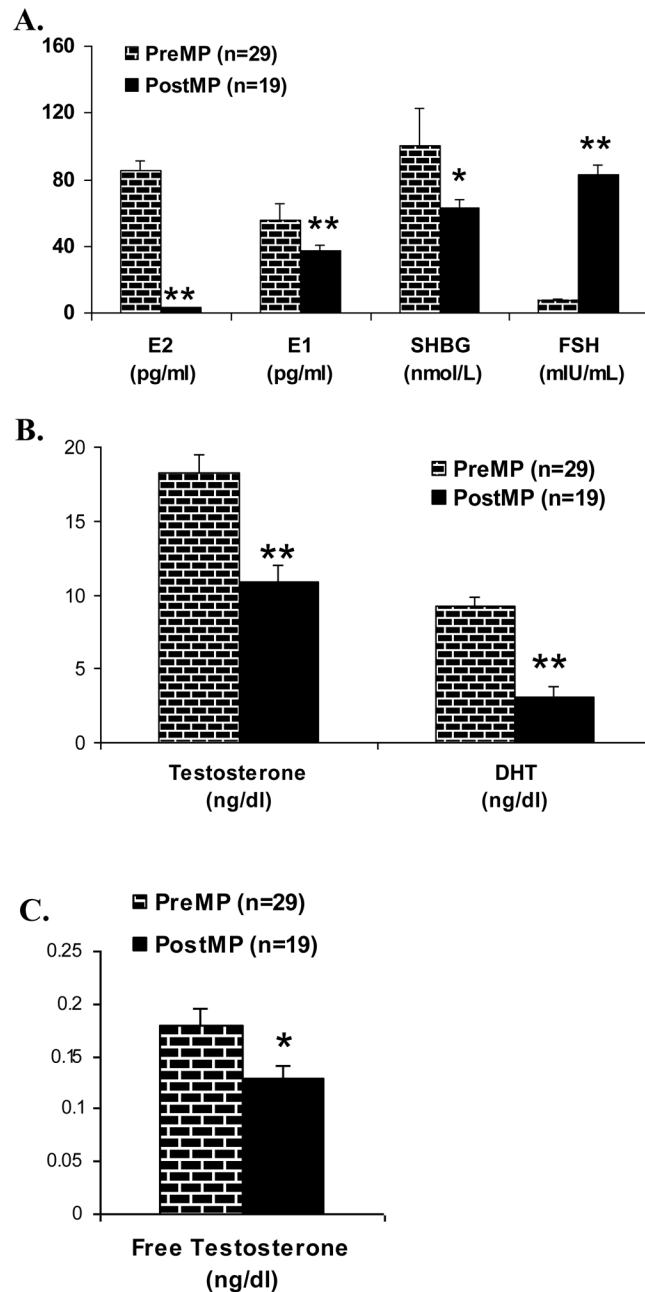 A.
160
120
80
40
0
PreMP (n=29)
PostMP (n=19)
**
**
*
**
E2
(pg/ml)
E1
(pg/ml)
SHBG
(nmol/L)
FSH
(mIU/mL)
B.
20
15
10
5
0
PreMP (n=29)
PostMP (n=19)
**
**
Testosterone
(ng/dl)
DHT
(ng/dl)
C.
PreMP (n=29)
PostMP (n=19)
0.25
0.2
0.15
0.1
0.05
0
*
Free Testosterone
(ng/dl)